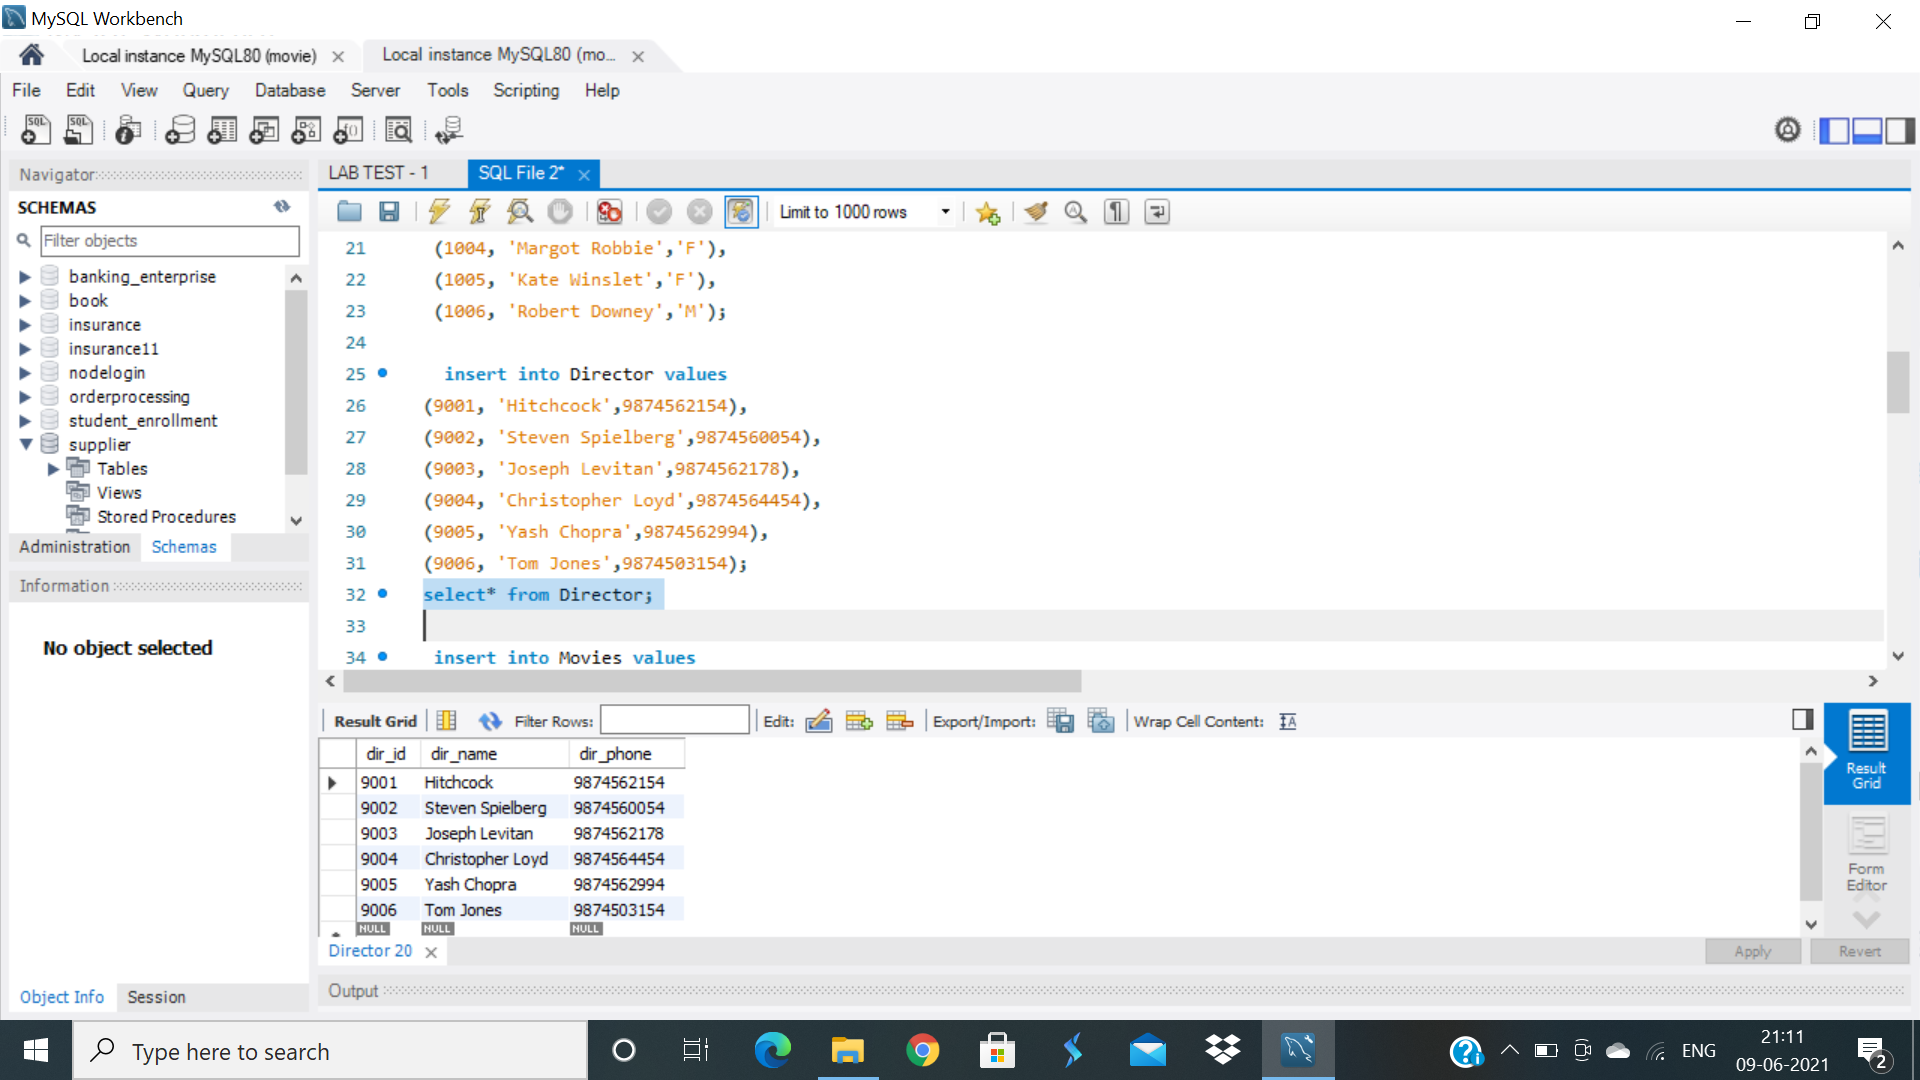 MySQL Workbench
Local instance MySQL80 (movie)
Local instance MySQL80 (mo...
File Edit View Query Database Server Tools Scripting Help
Navigator
SCHEMAS
Filter objects
banking_enterprise
book
insurance
insurance11
nodelogin
orderprocessing
student_enrollment
supplier
Tables
Views
Stored Procedures
Administration Schemas
Information
No object selected
Object Info Session
LAB TEST - 1
SQL File 2*
Limit to 1000 rows
21 (1004, 'Margot Robbie','F'),
22 (1005, 'Kate Winslet','F'),
23 (1006, 'Robert Downey','M');
24
25 insert into Director values
26 (9001, 'Hitchcock',9874562154),
27 (9002, 'Steven Spielberg',9874560054),
28 (9003, 'Joseph Levitan',9874562178),
29 (9004, 'Christopher Loyd',9874564454),
30 (9005, 'Yash Chopra',9874562994),
31 (9006, 'Tom Jones',9874503154);
32 select* from Director;
33
34 insert into Movies values
Result Grid Filter Rows: Edit: Export/Import: Wrap Cell Content:
dir_id dir_name dir_phone
9001 Hitchcock 9874562154
9002 Steven Spielberg 9874560054
9003 Joseph Levitan 9874562178
9004 Christopher Loyd 9874564454
9005 Yash Chopra 9874562994
9006 Tom Jones 9874503154
NULL NULL NULL
Result
Grid
Form
Editor
Director 20
Apply Revert
Output
Type here to search
ENG
21:11
09-06-2021
2